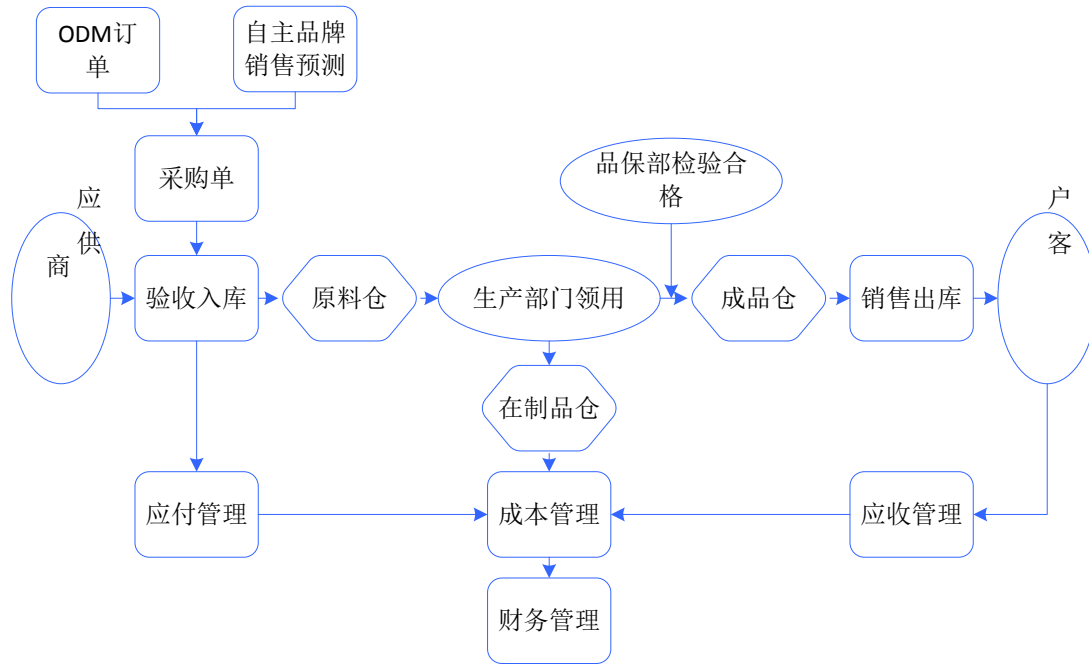 ODM订
单
自主品牌
销售预测
采购单
品保部检验合
格
应
供
商
户
客
验收入库
原料仓
生产部门领用
成品仓
销售出库
在制品仓
应付管理
成本管理
应收管理
财务管理